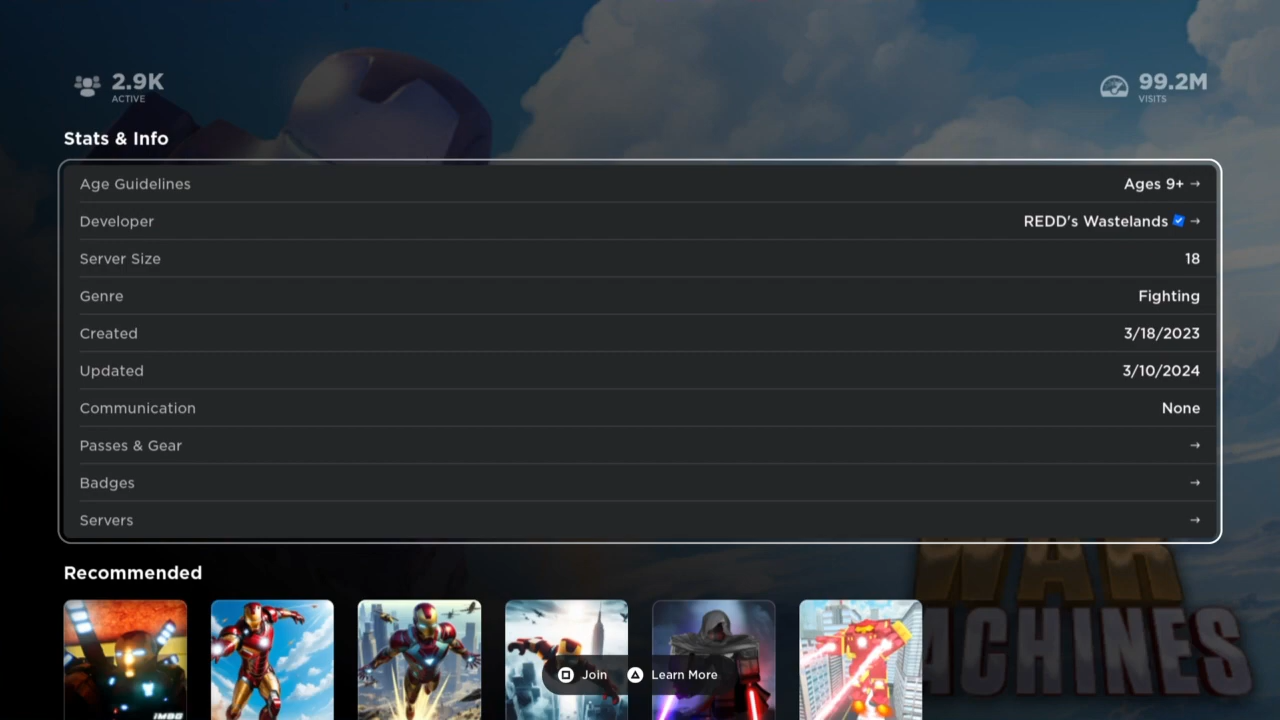 2.9K
ACTIVE
99.2M
VISITS
Stats & Info
Age Guidelines Ages 9+ →
Developer REDD's Wastelands →
Server Size 18
Genre Fighting
Created 3/18/2023
Updated 3/10/2024
Communication None
Passes & Gear →
Badges →
Servers →
WAR
MACHINES
Recommended
Join Learn More